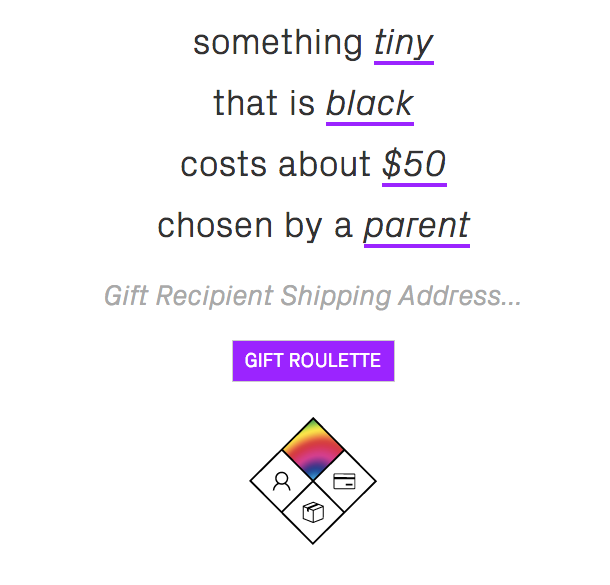 something tiny
that is black
costs about $50
chosen by a parent
Gift Recipient Shipping Address...
GIFT ROULETTE